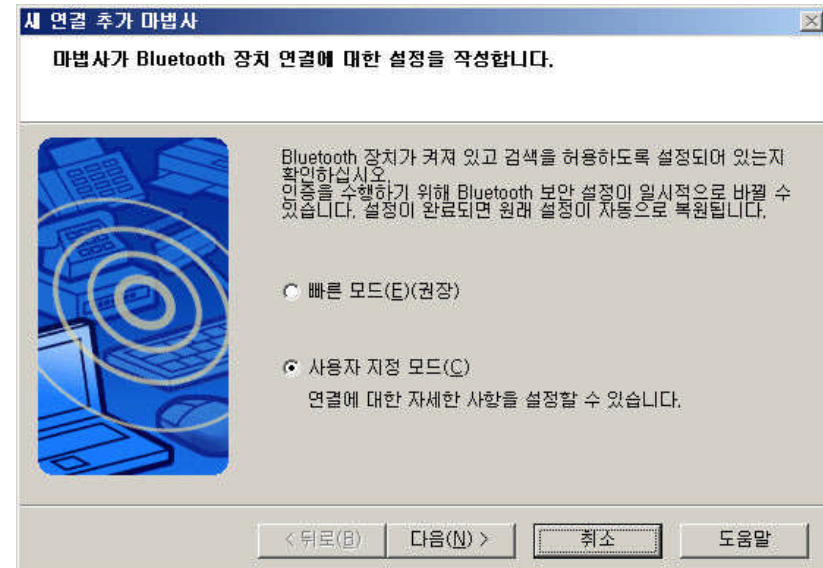 새 연결 추가 마법사
마법사가 Bluetooth 장치 연결에 대한 설정을 작성합니다.
Bluetooth 장치가 켜져 있고 검색을 허용하도록 설정되어 있는지
확인하십시오.
인증을 수행하기 위해 Bluetooth 보안 설정이 일시적으로 바뀔 수
있습니다. 설정이 완료되면 원래 설정이 자동으로 복원됩니다.
빠른 모드(E)(권장)
사용자 지정 모드(C)
연결에 대한 자세한 사항을 설정할 수 있습니다.
< 뒤로(B) 다음(N) > 취소 도움말